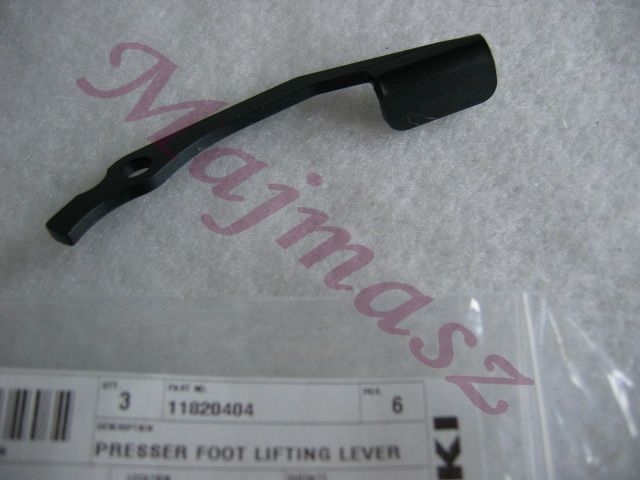 Majmasz
QTY. PART NO. PCS.
3 11820404 6
DESCRIPTION
PRESSER FOOT LIFTING LEVER
KI